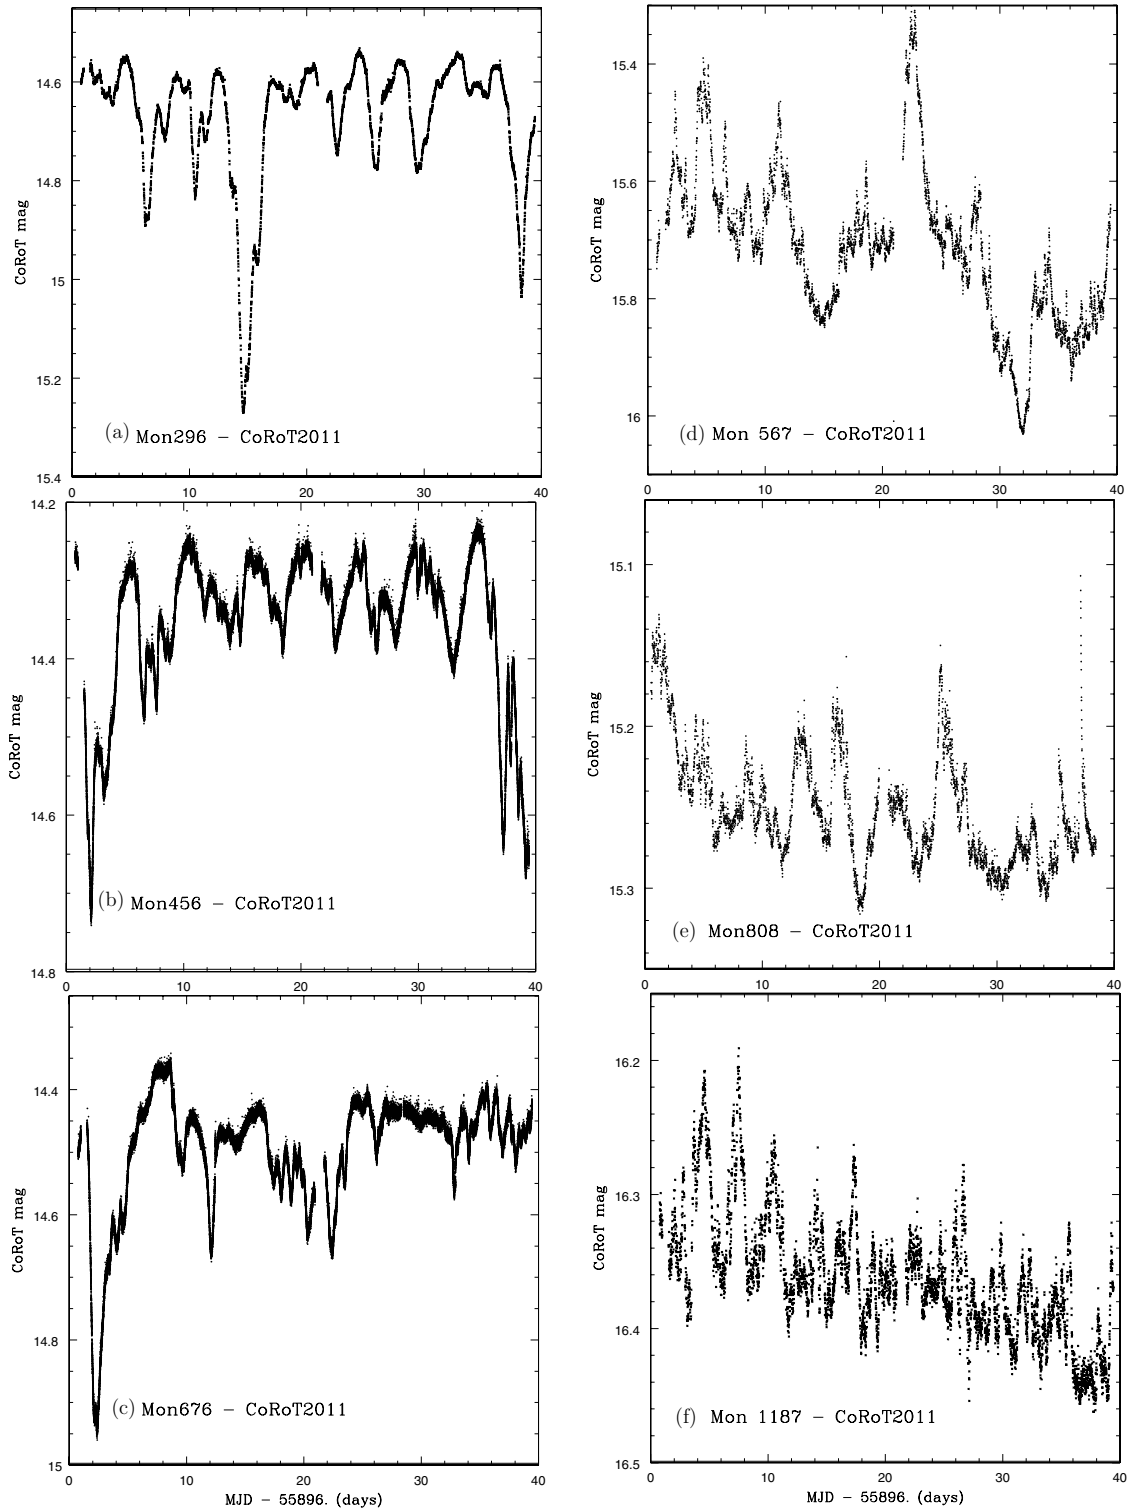 14.6
14.8
15
15.2
15.4
CoRoT mag
(a) Mon296 – CoRoT2011
0 10 20 30 40
14.2
14.4
14.6
14.8
CoRoT mag
(b) Mon456 – CoRoT2011
0 10 20 30 40
14.4
14.6
14.8
15
CoRoT mag
(c) Mon676 – CoRoT2011
0 10 20 30 40
MJD – 55896. (days)
15.4
15.6
15.8
16
CoRoT mag
(d) Mon 567 – CoRoT2011
0 10 20 30 40
15.1
15.2
15.3
CoRoT mag
(e) Mon808 – CoRoT2011
0 10 20 30 40
16.2
16.3
16.4
16.5
CoRoT mag
(f) Mon 1187 – CoRoT2011
0 10 20 30 40
MJD – 55896. (days)